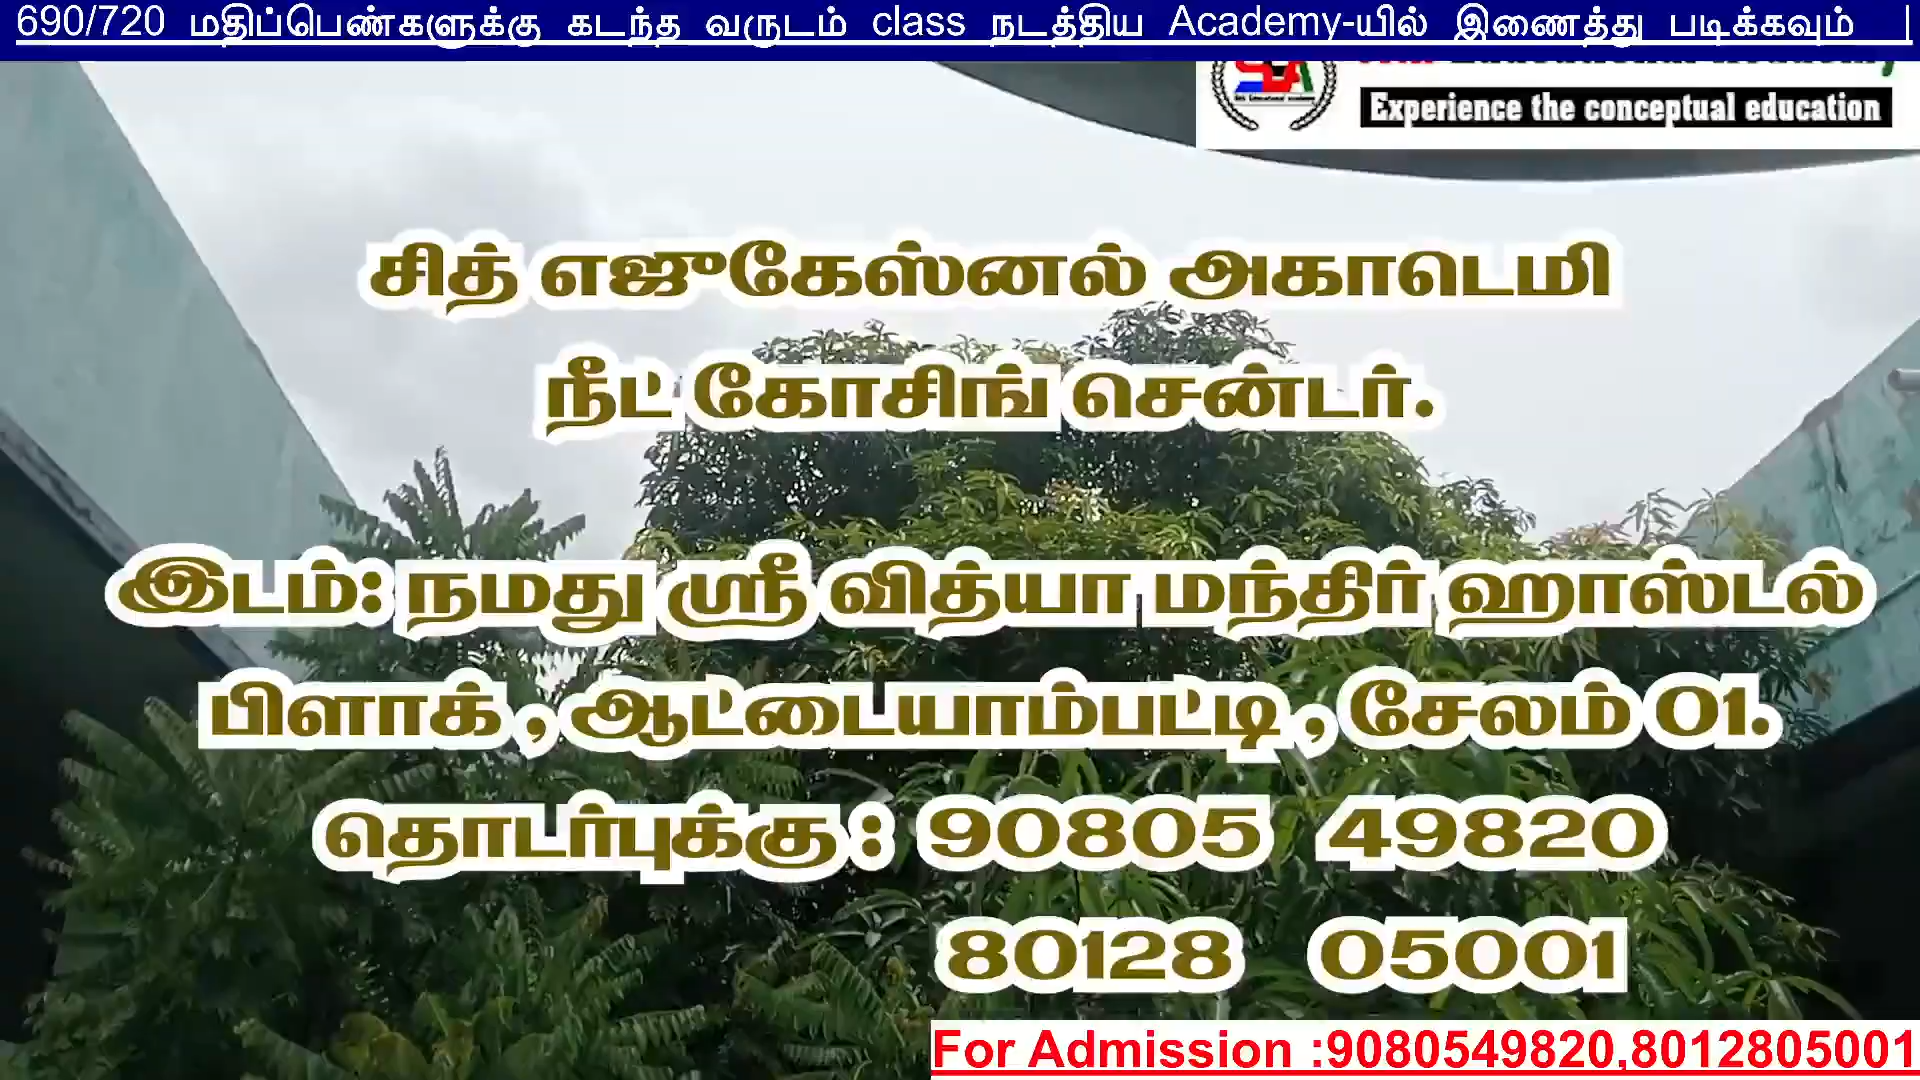 690/720 மதிப்பெண்களுக்கு கடந்த வருடம் class நடத்திய Academy-யில் இணைத்து படிக்கவும் |
Experience the conceptual education
சித் எஜுகேஸ்னல் அகாடெமி
நீட் கோசிங் சென்டர்.
இடம்: நமது ஸ்ரீ வித்யா மந்திர் ஹாஸ்டல்
பிளாக் , ஆட்டையாம்பட்டி , சேலம் 01.
தொடர்புக்கு : 90805 49820
80128 05001
For Admission :9080549820,8012805001